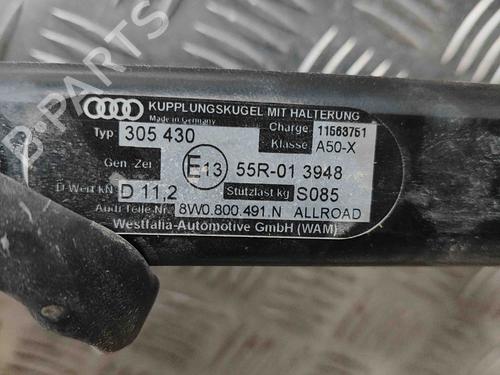 KUPPLUNGSKUGEL MIT HALTERUNG
Made in Germany
Typ 305 430 Charge 11563751
Klasse A50-X
Gen. Zei E13 55R-01 3948
D Wert kN D 11,2 Stützlast kg S085
Audi Teile Nr. 8W0.800.491.N ALLROAD
Westfalia-Automotive GmbH (WAM)